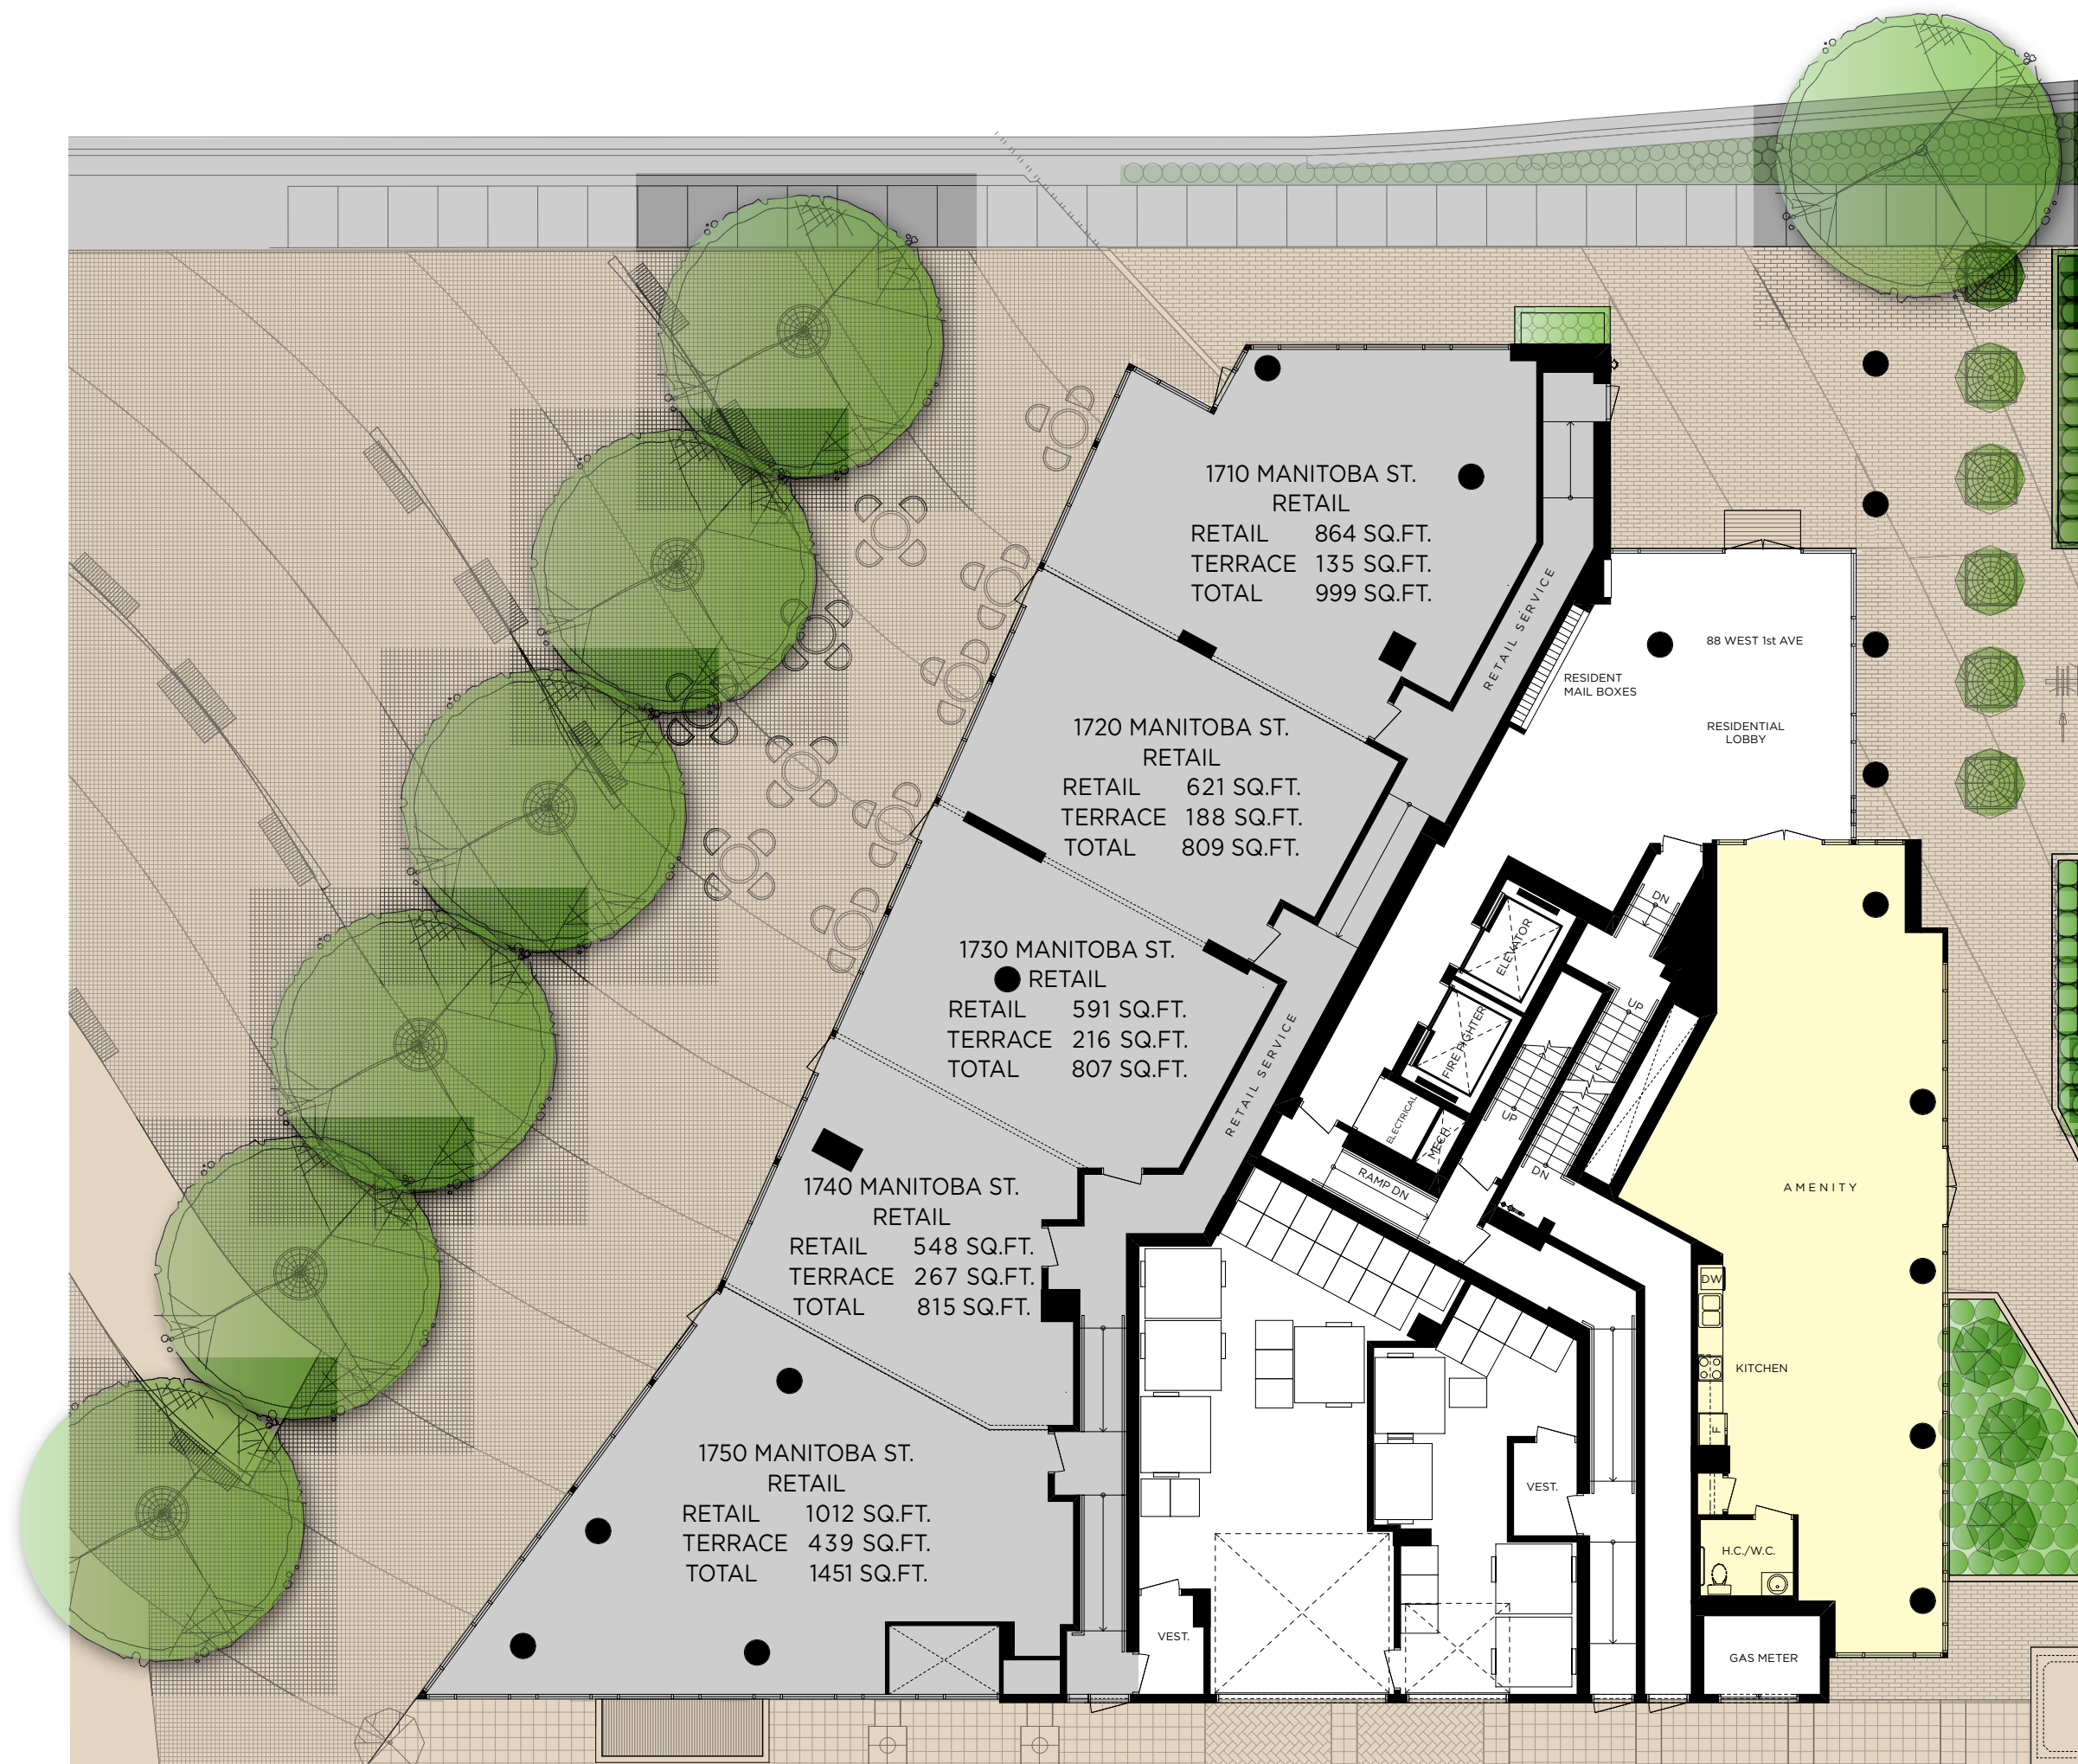 1710 MANITOBA ST.
RETAIL
RETAIL 864 SQ.FT.
TERRACE 135 SQ.FT.
TOTAL 999 SQ.FT.
RETAIL SERVICE
88 WEST 1st AVE
RESIDENT
MAIL BOXES
RESIDENTIAL
LOBBY
1720 MANITOBA ST.
RETAIL
RETAIL 621 SQ.FT.
TERRACE 188 SQ.FT.
TOTAL 809 SQ.FT.
DN
ELEVATOR
1730 MANITOBA ST.
RETAIL
RETAIL 591 SQ.FT.
TERRACE 216 SQ.FT.
TOTAL 807 SQ.FT.
RETAIL SERVICE
FIRE FIGHTER
UP
UP
DN
ELECTRICAL
MECH.
RAMP DN
AMENITY
1740 MANITOBA ST.
RETAIL
RETAIL 548 SQ.FT.
TERRACE 267 SQ.FT.
TOTAL 815 SQ.FT.
DW
KITCHEN
F
1750 MANITOBA ST.
RETAIL
RETAIL 1012 SQ.FT.
TERRACE 439 SQ.FT.
TOTAL 1451 SQ.FT.
VEST.
H.C./W.C.
VEST.
GAS METER